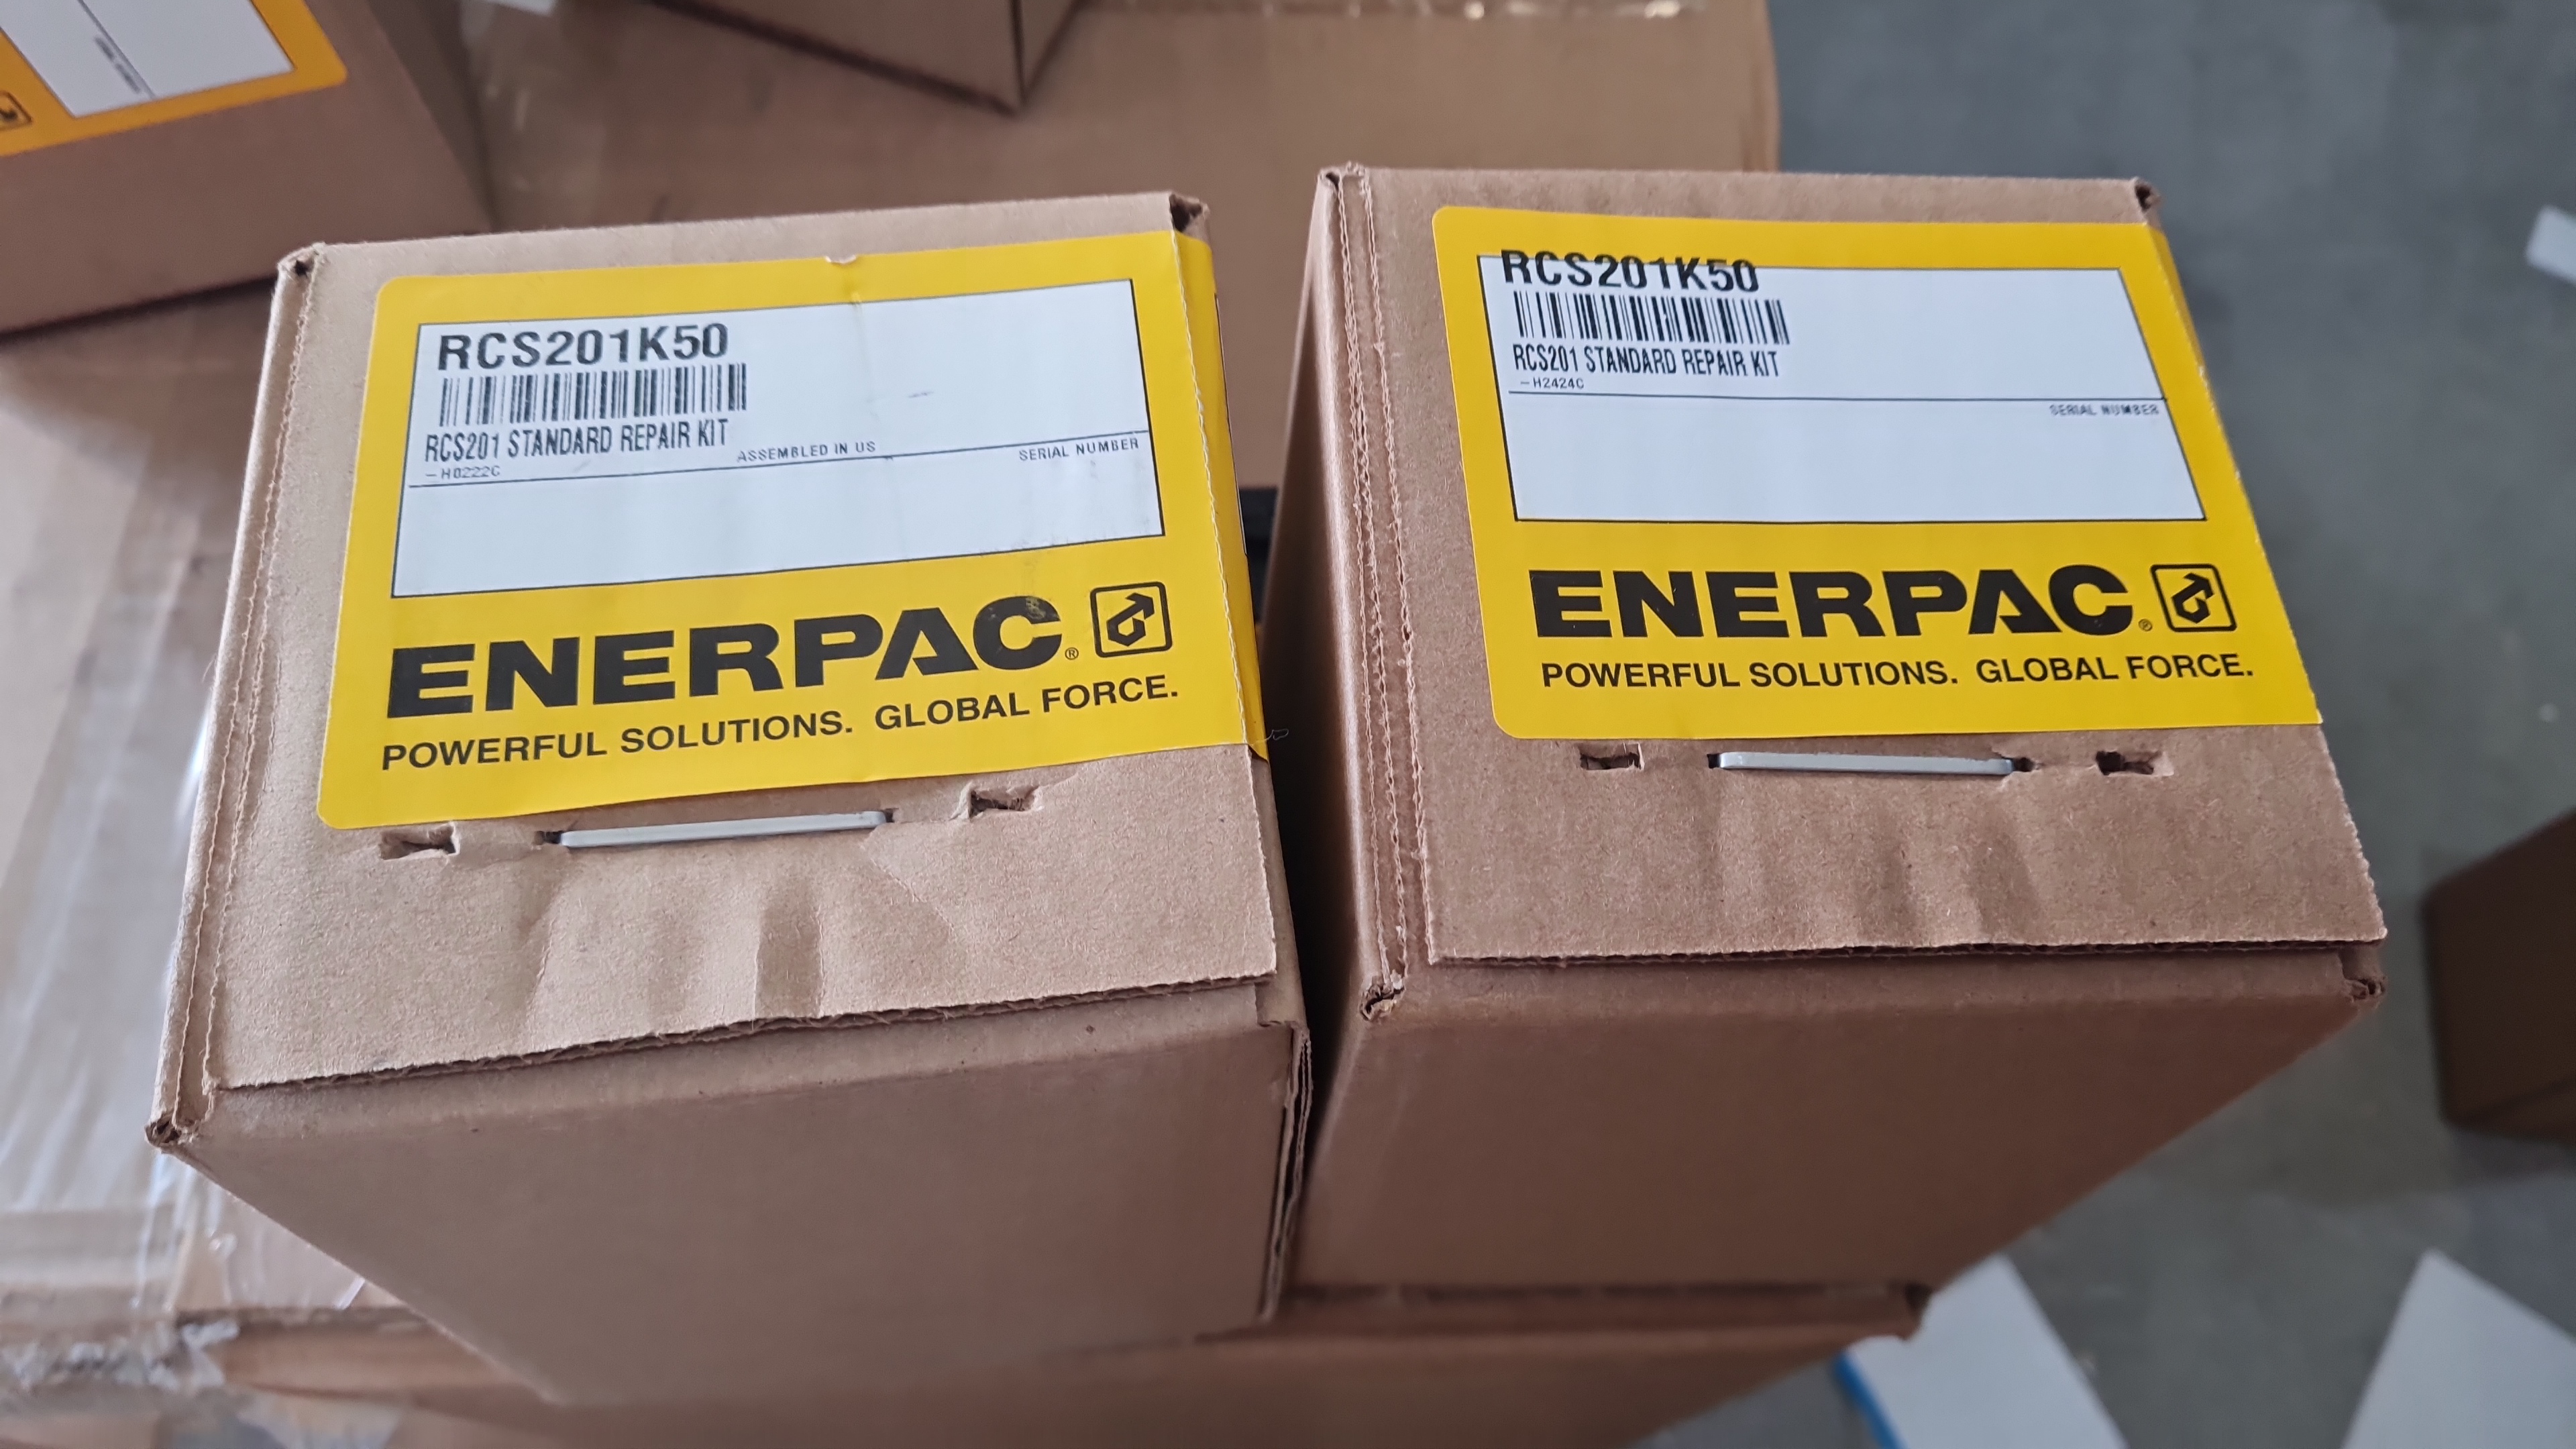 RCS201K50
RCS201 STANDARD REPAIR KIT
-H0222C
ASSEMBLED IN US
SERIAL NUMBER
ENERPAC®
POWERFUL SOLUTIONS. GLOBAL FORCE.
RCS201K50
RCS201 STANDARD REPAIR KIT
-H2424C
SERIAL NUMBER
ENERPAC®
POWERFUL SOLUTIONS. GLOBAL FORCE.